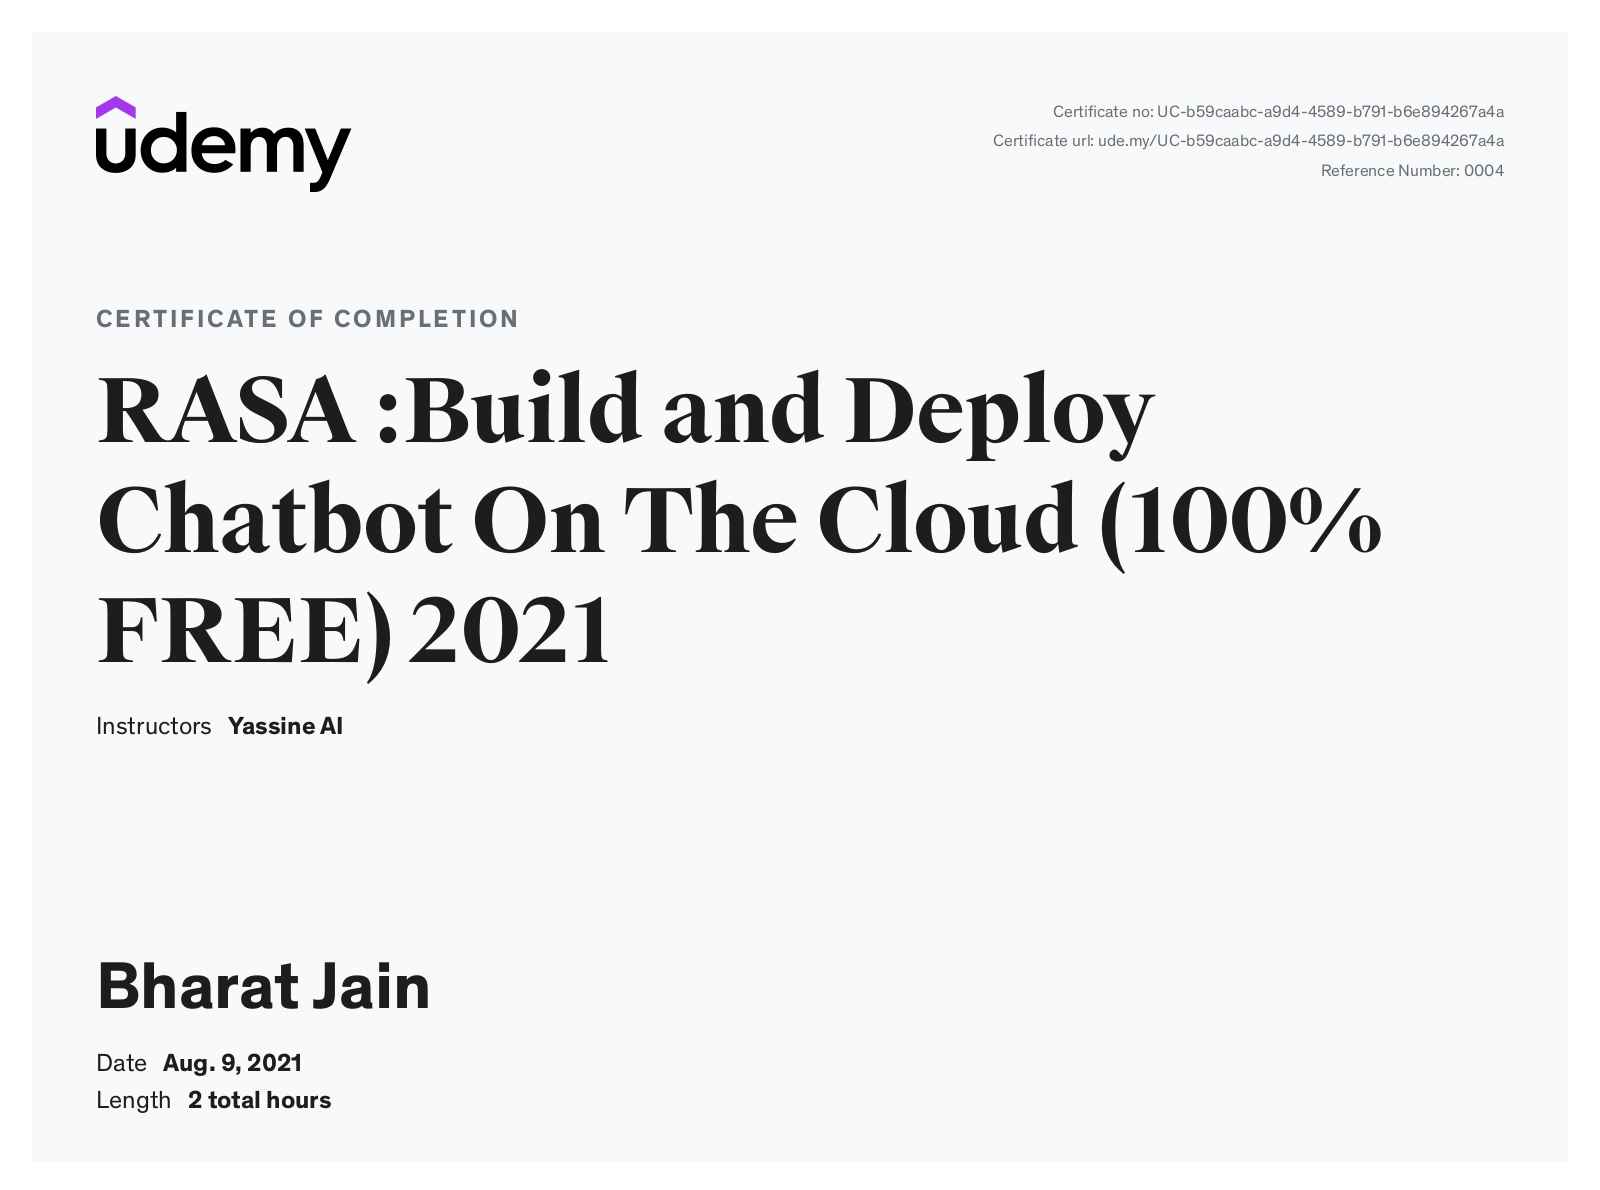 udemy
Certificate no: UC-b59caabc-a9d4-4589-b791-b6e894267a4a
Certificate url: ude.my/UC-b59caabc-a9d4-4589-b791-b6e894267a4a
Reference Number: 0004
CERTIFICATE OF COMPLETION
RASA :Build and Deploy
Chatbot On The Cloud (100%
FREE) 2021
Instructors Yassine AI
Bharat Jain
Date Aug. 9, 2021
Length 2 total hours